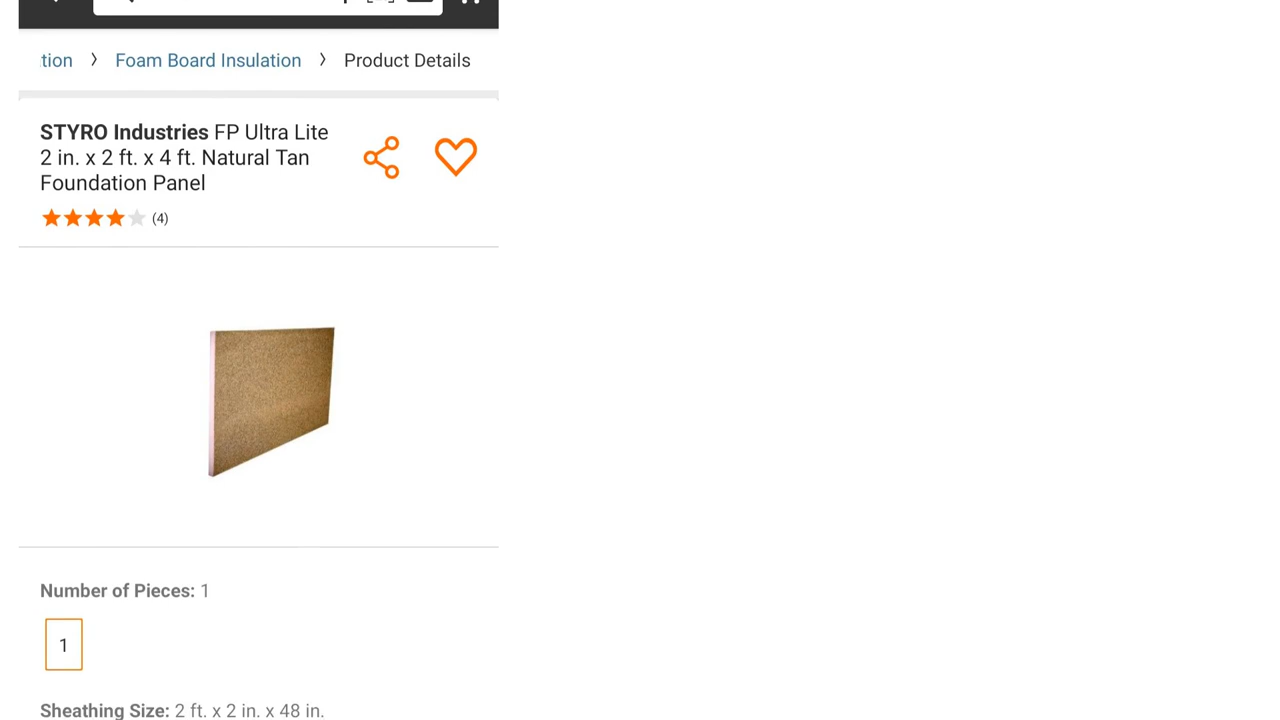 tion > Foam Board Insulation > Product Details
STYRO Industries FP Ultra Lite
2 in. x 2 ft. x 4 ft. Natural Tan
Foundation Panel
(4)
Number of Pieces: 1
1
Sheathing Size: 2 ft. x 2 in. x 48 in.